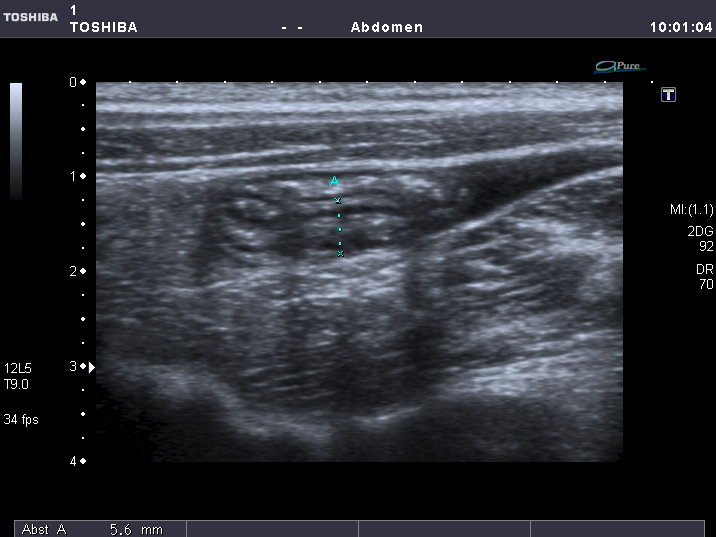 TOSHIBA
1
TOSHIBA - - Abdomen 10:01:04
aPure
T
0
1
2
3
4
A
MI:(1.1)
2DG
92
DR
70
12L5
T9.0
34 fps
Abst A 5.6 mm